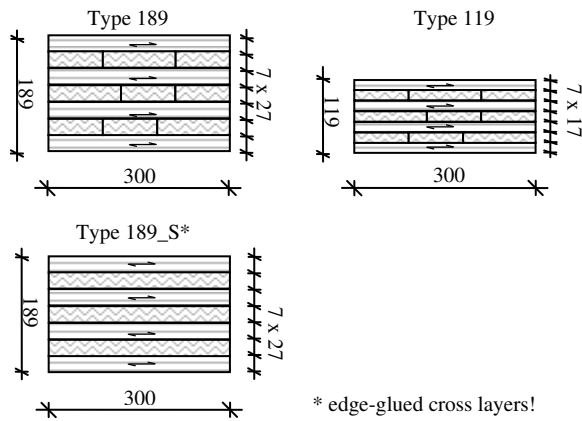 Type 189
189
7 x 27
300
Type 119
119
7 x 17
300
Type 189_S*
189
7 x 27
300
* edge-glued cross layers!